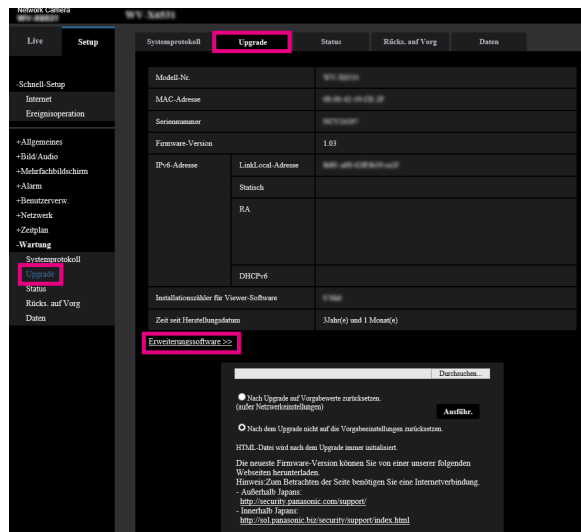 Network Camera
WV-X4531
WV-X4531
Live
Setup
Systemprotokoll
Upgrade
Status
Rücks. auf Vorg
Daten
-Schnell-Setup
Internet
Ereignisoperation
+Allgemeines
+Bild/Audio
+Mehrfachbildschirm
+Alarm
+Benutzerverw.
+Netzwerk
+Zeitplan
-Wartung
Systemprotokoll
Upgrade
Status
Rücks. auf Vorg
Daten
Modell-Nr.
MAC-Adresse
Seriennummer
Firmware-Version
1.03
IPv6-Adresse
LinkLocal-Adresse
Statisch
RA
DHCPv6
Installationszähler für Viewer-Software
Zeit seit Herstellungsdatum
3Jahr(e) und 1 Monat(e)
Erweiterungssoftware >>
Durchsuchen...
Nach Upgrade auf Vorgabewerte zurücksetzen.
(außer Netzwerkeinstellungen)
Ausführ.
Nach dem Upgrade nicht auf die Vorgabeeinstellungen zurücksetzen.
HTML-Datei wird nach dem Upgrade immer initialisiert.
Die neueste Firmware-Version können Sie von einer unserer folgenden
Webseiten herunterladen.
Hinweis:Zum Betrachten der Seite benötigen Sie eine Internetverbindung.
- Außerhalb Japans:
http://security.panasonic.com/support/
- Innerhalb Japans:
http://sol.panasonic.biz/security/support/index.html